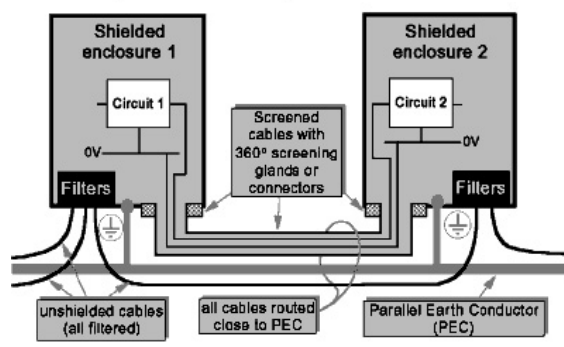 Shielded
enclosure 1
Shielded
enclosure 2
Circuit 1
Circuit 2
Screened
cables with
360° screening
glands or
connectors
0V
0V
Filters
Filters
unshielded cables
(all filtered)
all cables routed
close to PEC
Parallel Earth Conductor
(PEC)